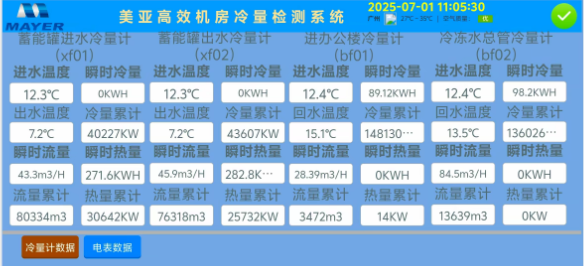 MAYER
美亚高效机房冷量检测系统
2025-07-01 11:05:30
广州 27℃~35℃ | 空气质量: 优
蓄能罐进水冷量计 蓄能罐出水冷量计 进办公楼冷量计 冷冻水总管冷量计
(xf01) (xf02) (bf01) (bf02)
进水温度 瞬时冷量 进水温度 瞬时冷量 进水温度 瞬时冷量 进水温度 瞬时冷量
12.3℃ 0KWH 12.3℃ 0KWH 12.4℃ 89.12KWH 12.4℃ 98.2KWH
出水温度 冷量累计 出水温度 冷量累计 回水温度 冷量累计 回水温度 冷量累计
7.2℃ 40227KW 7.2℃ 43607KW 15.1℃ 148130··· 13.5℃ 136026···
瞬时流量 瞬时热量 瞬时流量 瞬时热量 瞬时流量 瞬时热量 瞬时流量 瞬时热量
43.3m3/H 271.6KWH 45.9m3/H 282.8K··· 28.39m3/H 0KWH 84.5m3/H 0KWH
流量累计 热量累计 流量累计 热量累计 流量累计 热量累计 流量累计 热量累计
80334m3 30642KW 76318m3 25732KW 3472m3 14KW 13639m3 0KW
冷量计数据 电表数据